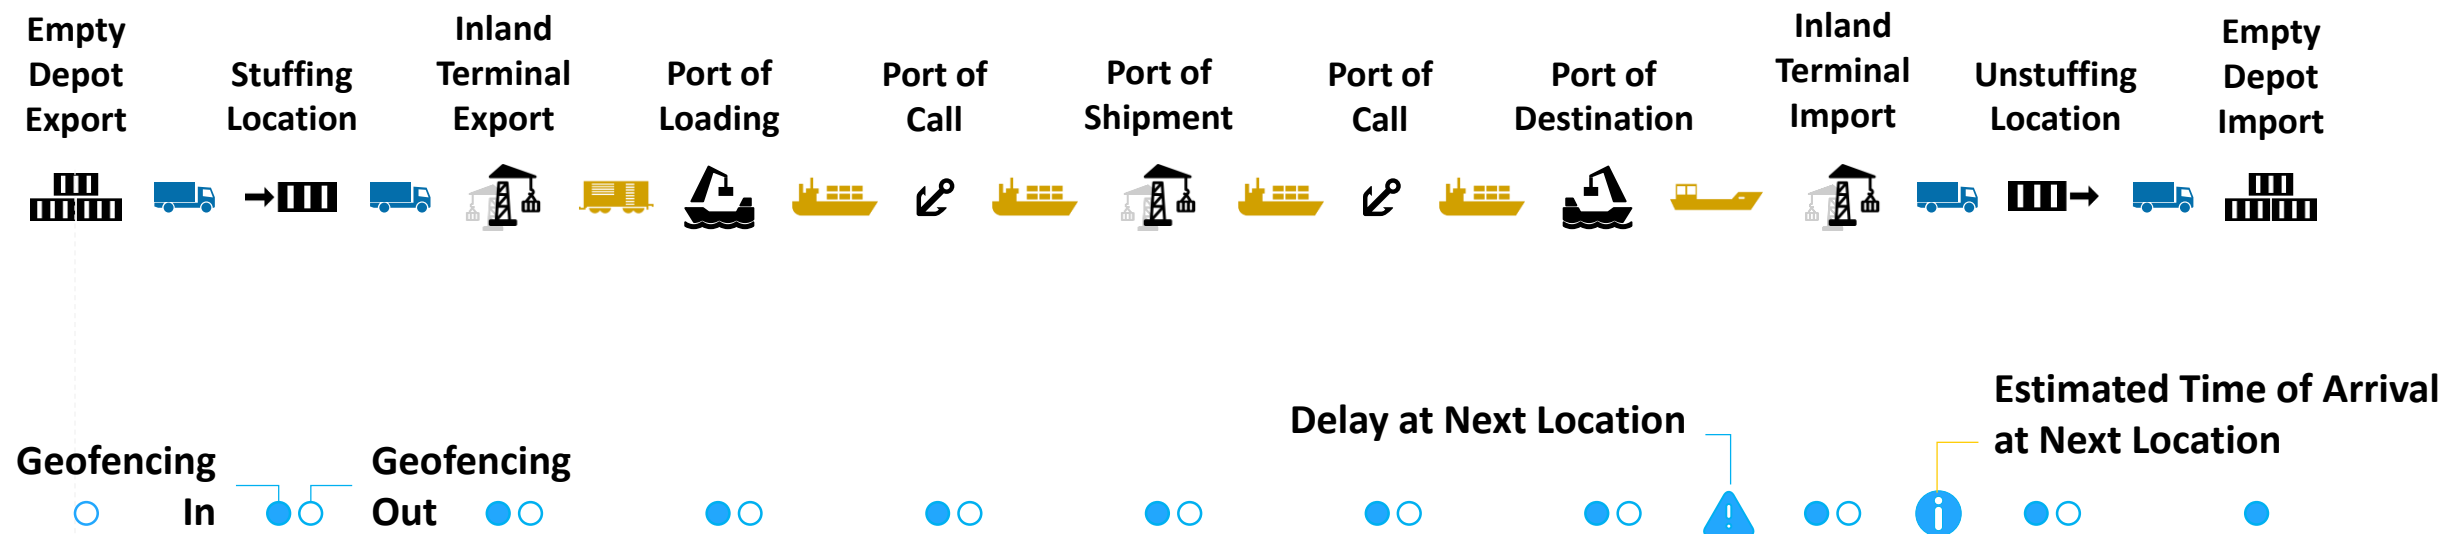 Empty
Depot
Export
Stuffing
Location
Inland
Terminal
Export
Port of
Loading
Port of
Call
Port of
Shipment
Port of
Call
Port of
Destination
Inland
Terminal
Import
Unstuffing
Location
Empty
Depot
Import
Geofencing
In
Geofencing
Out
Delay at Next Location
Estimated Time of Arrival
at Next Location